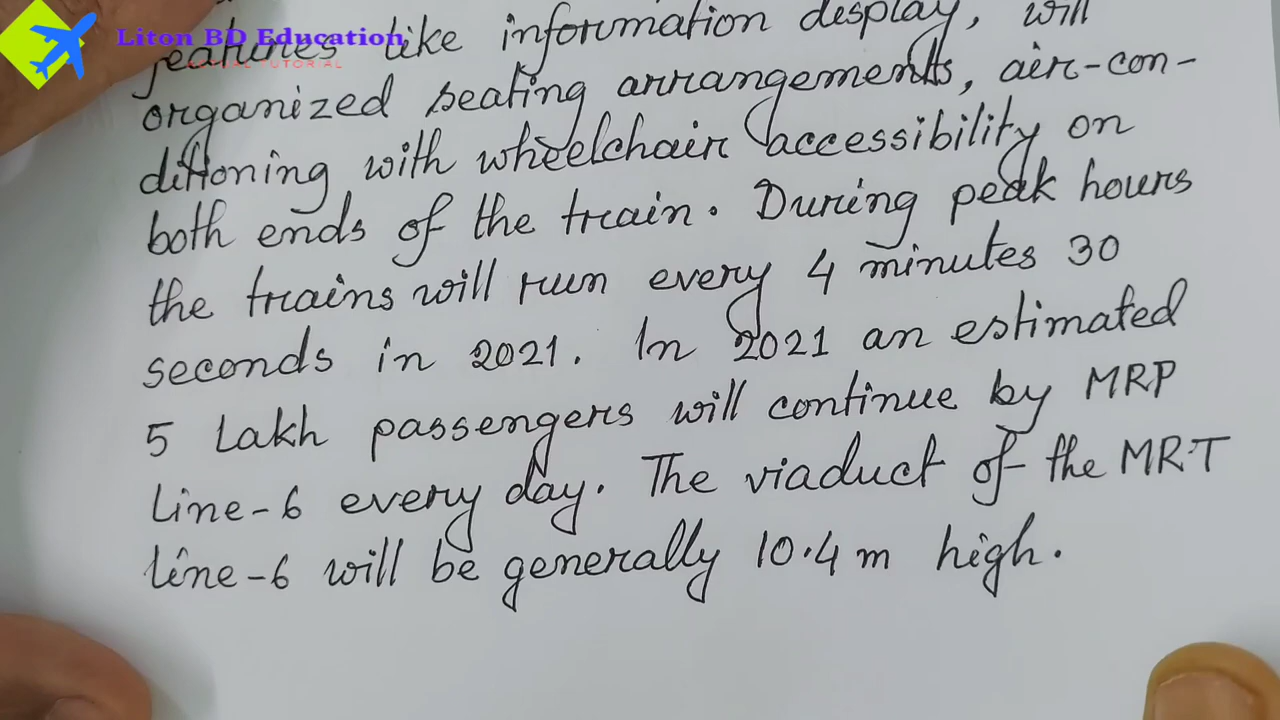 Liton BD Education
VIRTUAL TUTORIAL
features like information display, will
organized seating arrangements, air-con-
ditioning with wheelchair accessibility on
both ends of the train. During peak hours
the trains will run every 4 minutes 30
seconds in 2021. In 2021 an estimated
5 Lakh passengers will continue by MRP
Line-6 every day. The viaduct of the MRT
line-6 will be generally 10.4 m high.